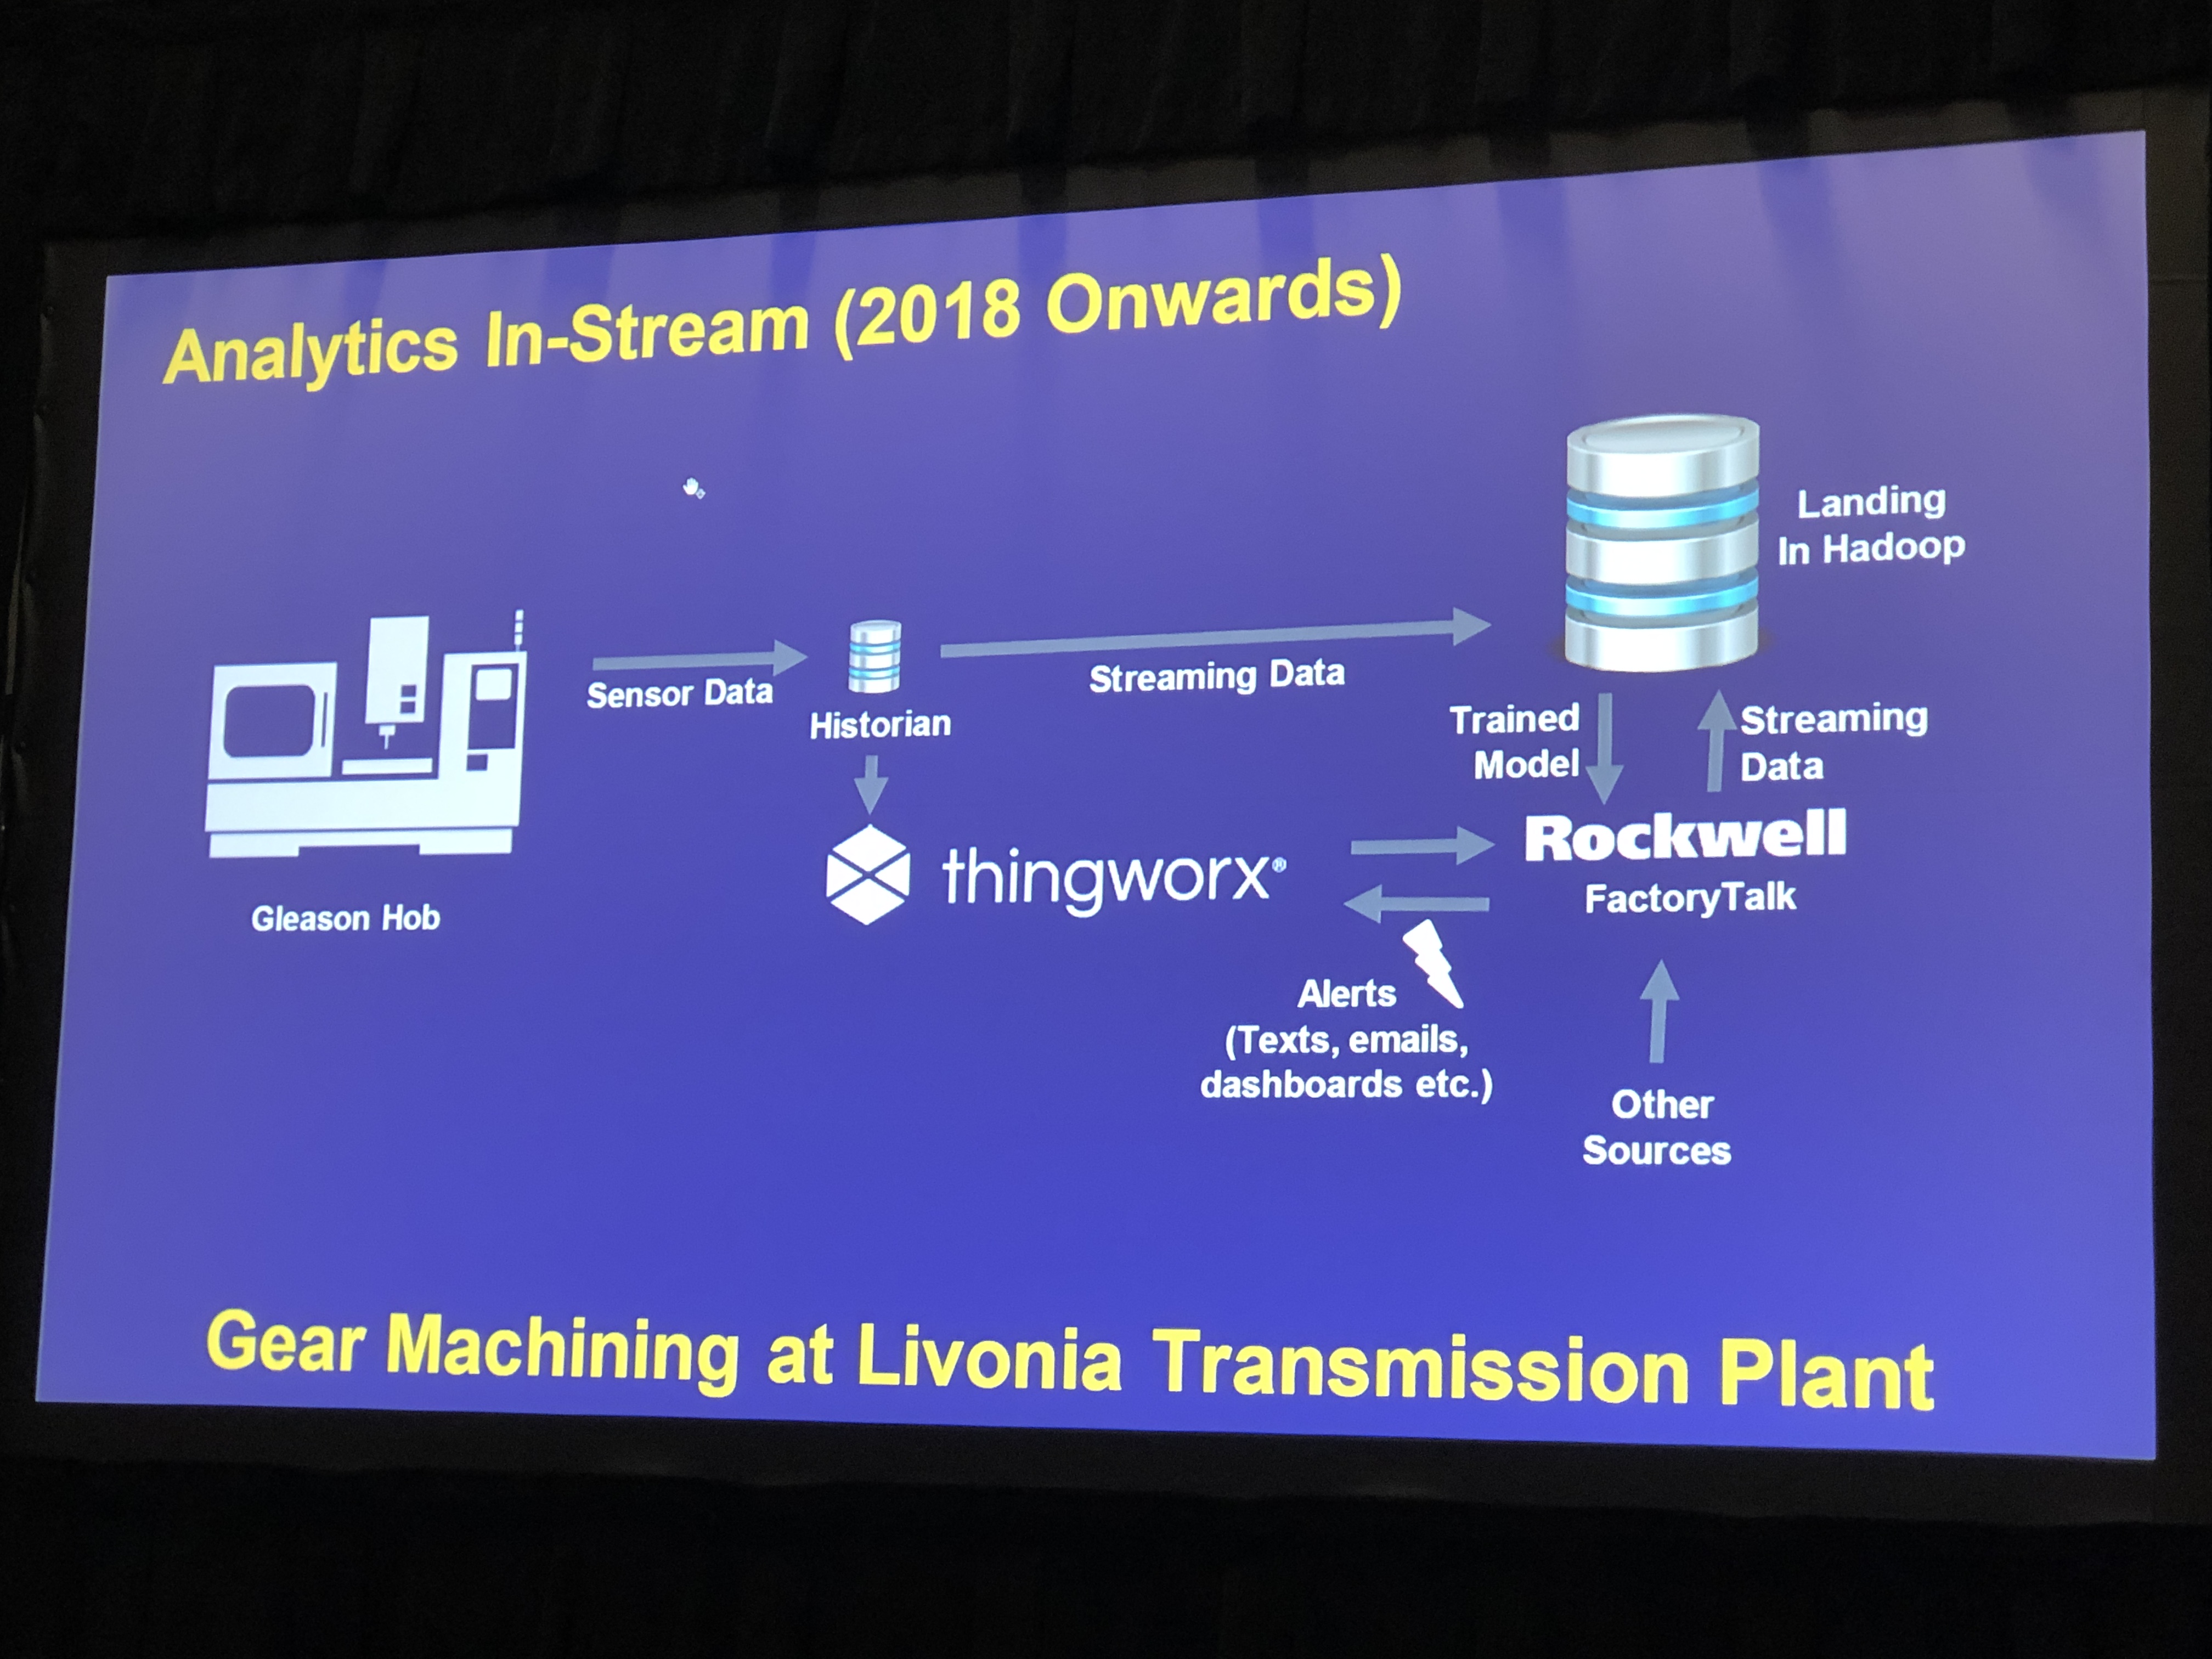 Analytics In-Stream (2018 Onwards)
Landing
In Hadoop
Sensor Data
Streaming Data
Historian
Trained
Model
Streaming
Data
thingworx®
Rockwell
FactoryTalk
Gleason Hob
Alerts
(Texts, emails,
dashboards etc.)
Other
Sources
Gear Machining at Livonia Transmission Plant